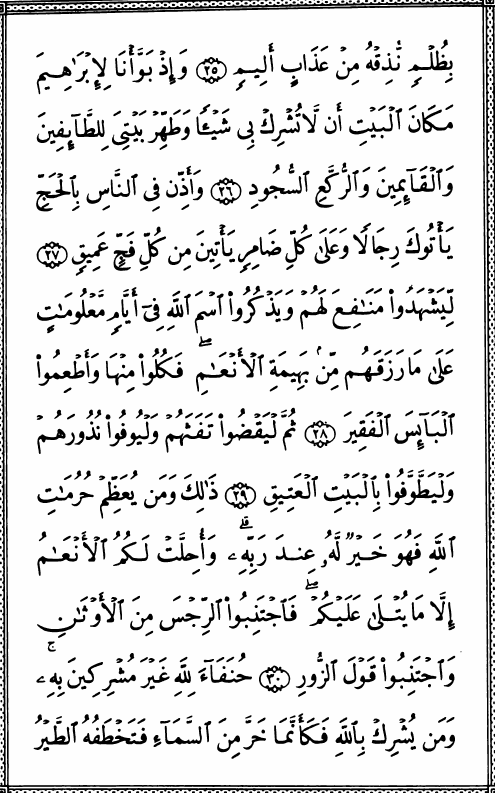 بِظُلْمٍ نُّذِقْهُ مِنْ عَذَابٍ أَلِيمٍ ٢٥ وَإِذْ بَوَّأْنَا لِإِبْرَٰهِيمَ
مَكَانَ ٱلْبَيْتِ أَن لَّا تُشْرِكْ بِى شَيْـًٔا وَطَهِّرْ بَيْتِىَ لِلطَّآئِفِينَ
وَٱلْقَآئِمِينَ وَٱلرُّكَّعِ ٱلسُّجُودِ ٢٦ وَأَذِّن فِى ٱلنَّاسِ بِٱلْحَجِّ
يَأْتُوكَ رِجَالًا وَعَلَىٰ كُلِّ ضَامِرٍ يَأْتِينَ مِن كُلِّ فَجٍّ عَمِيقٍ ٢٧
لِّيَشْهَدُوا۟ مَنَـٰفِعَ لَهُمْ وَيَذْكُرُوا۟ ٱسْمَ ٱللَّهِ فِىٓ أَيَّامٍ مَّعْلُومَـٰتٍ
عَلَىٰ مَا رَزَقَهُم مِّنۢ بَهِيمَةِ ٱلْأَنْعَـٰمِ ۖ فَكُلُوا۟ مِنْهَا وَأَطْعِمُوا۟
ٱلْبَآئِسَ ٱلْفَقِيرَ ٢٨ ثُمَّ لْيَقْضُوا۟ تَفَثَهُمْ وَلْيُوفُوا۟ نُذُورَهُمْ
وَلْيَطَّوَّفُوا۟ بِٱلْبَيْتِ ٱلْعَتِيقِ ٢٩ ذَٰلِكَ وَمَن يُعَظِّمْ حُرُمَـٰتِ
ٱللَّهِ فَهُوَ خَيْرٌ لَّهُۥ عِندَ رَبِّهِۦ ۗ وَأُحِلَّتْ لَكُمُ ٱلْأَنْعَـٰمُ
إِلَّا مَا يُتْلَىٰ عَلَيْكُمْ ۖ فَٱجْتَنِبُوا۟ ٱلرِّجْسَ مِنَ ٱلْأَوْثَـٰنِ
وَٱجْتَنِبُوا۟ قَوْلَ ٱلزُّورِ ٣٠ حُنَفَآءَ لِلَّهِ غَيْرَ مُشْرِكِينَ بِهِۦ ۚ
وَمَن يُشْرِكْ بِٱللَّهِ فَكَأَنَّمَا خَرَّ مِنَ ٱلسَّمَآءِ فَتَخْطَفُهُ ٱلطَّيْرُ